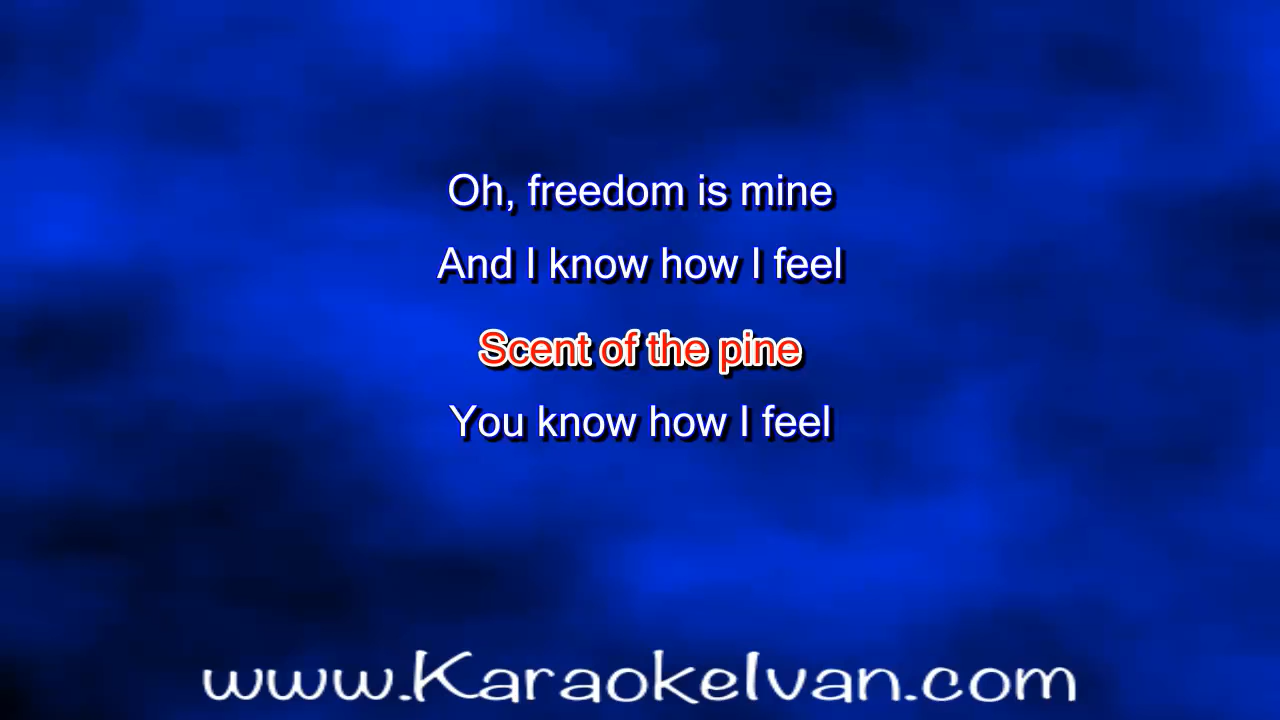 Oh, freedom is mine
And I know how I feel
Scent of the pine
You know how I feel
www.KaraokeIvan.com